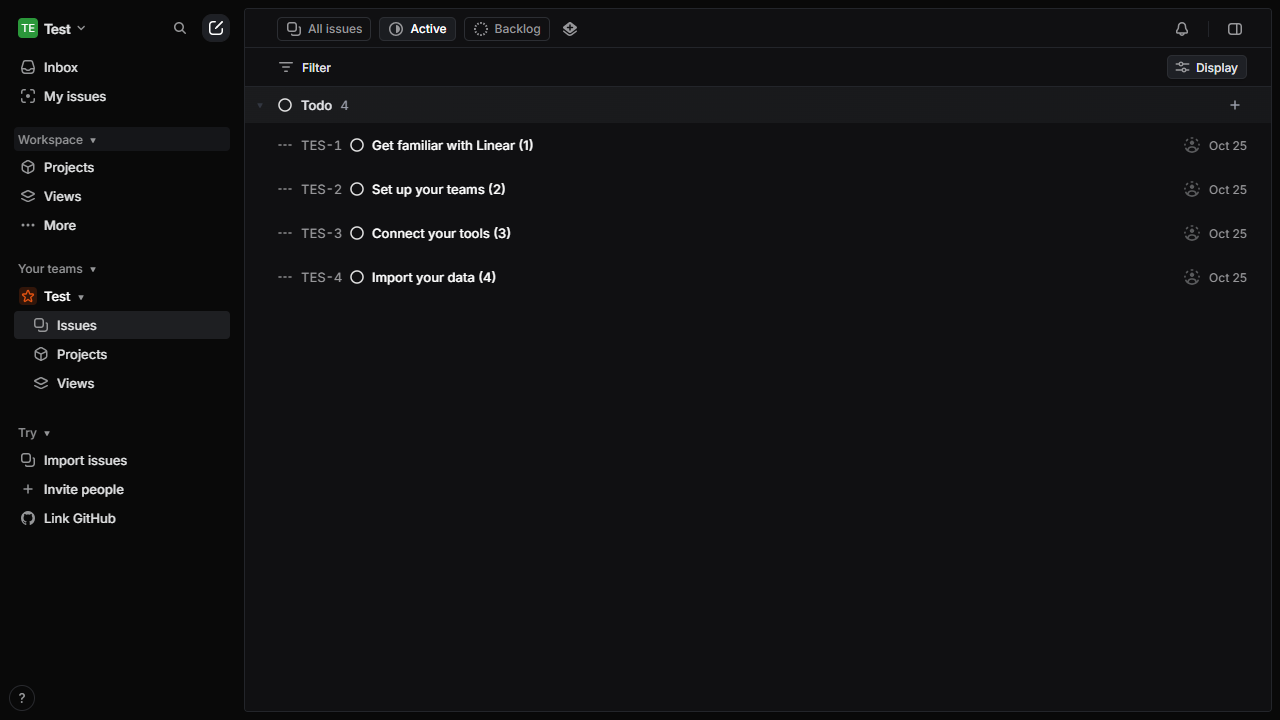 TE Test
Inbox
My issues
Workspace
Projects
Views
More
Your teams
Test
Issues
Projects
Views
Try
Import issues
Invite people
Link GitHub
?
All issues Active Backlog
Filter Display
Todo 4
TES-1 Get familiar with Linear (1) Oct 25
TES-2 Set up your teams (2) Oct 25
TES-3 Connect your tools (3) Oct 25
TES-4 Import your data (4) Oct 25